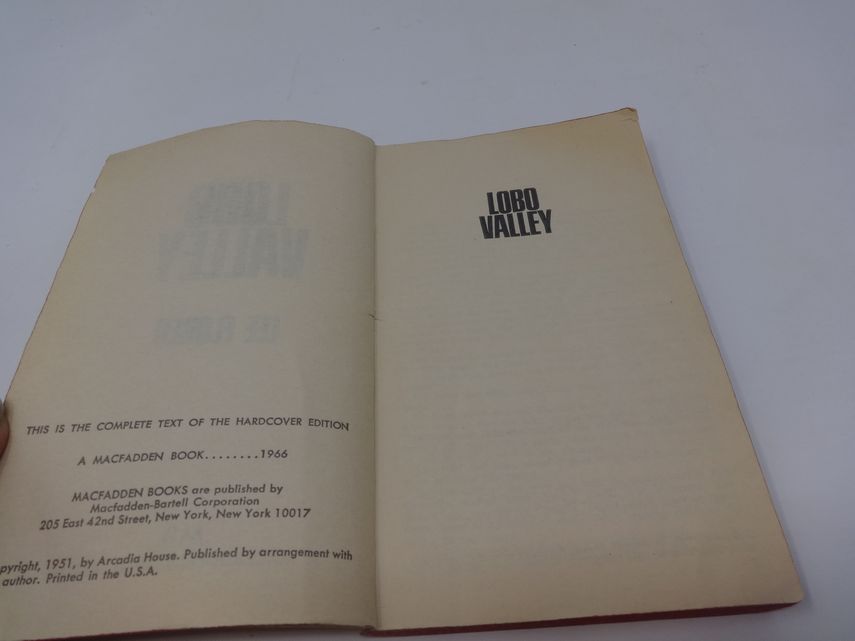 THIS IS THE COMPLETE TEXT OF THE HARDCOVER EDITION
A MACFADDEN BOOK........1966
MACFADDEN BOOKS are published by
Macfadden-Bartell Corporation
205 East 42nd Street, New York, New York 10017
pyright, 1951, by Arcadia House. Published by arrangement with
author. Printed in the U.S.A.
LOBO
VALLEY